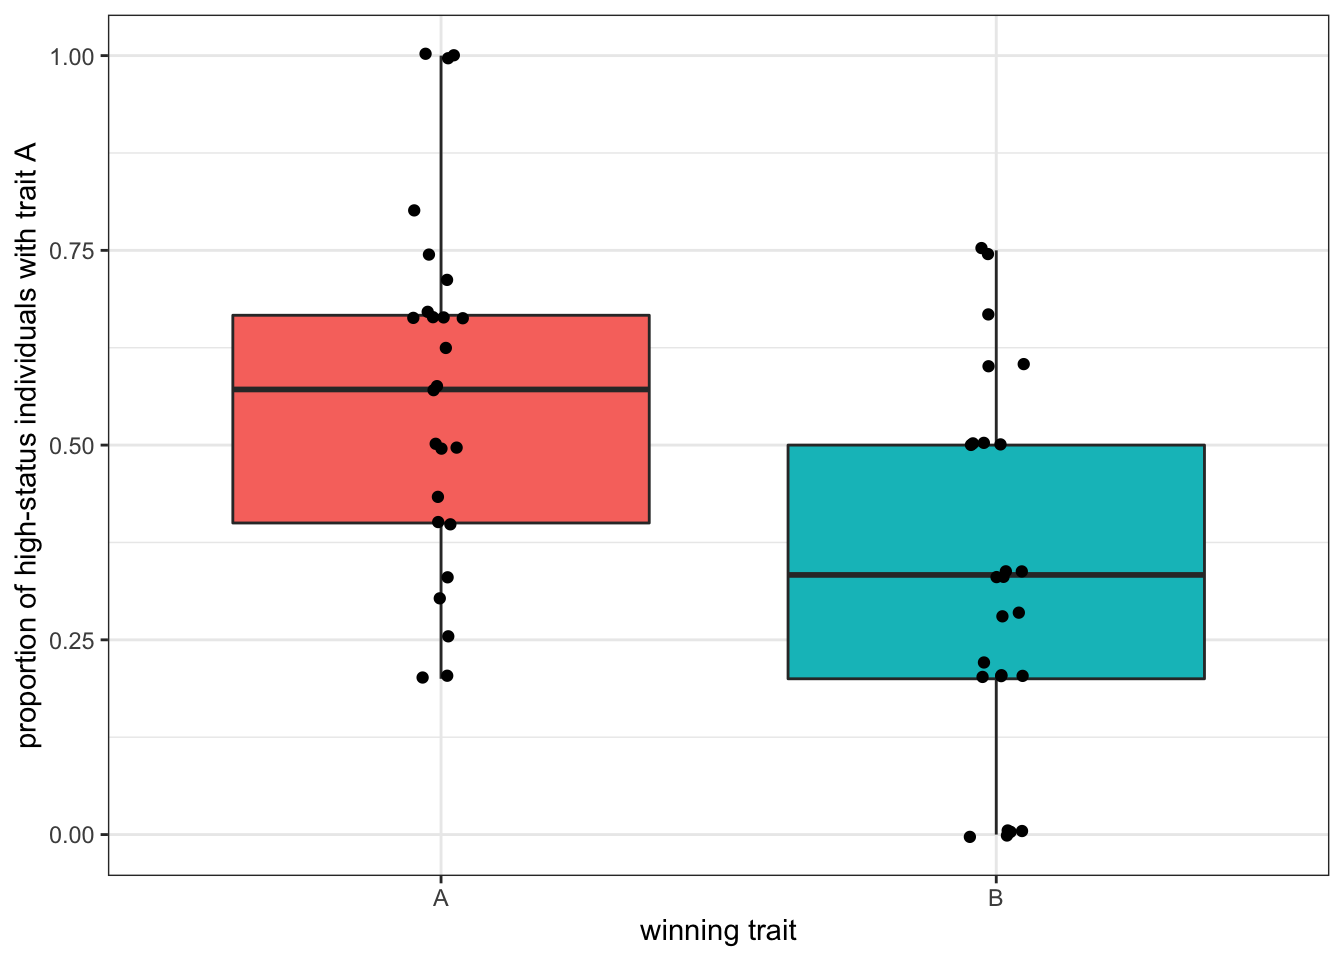 proportion of high-status individuals with trait A
1.00
0.75
0.50
0.25
0.00
A
B
winning trait